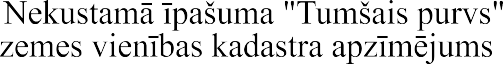 Nekustamā īpašuma "Tumšais purvs"
zemes vienības kadastra apzīmējums